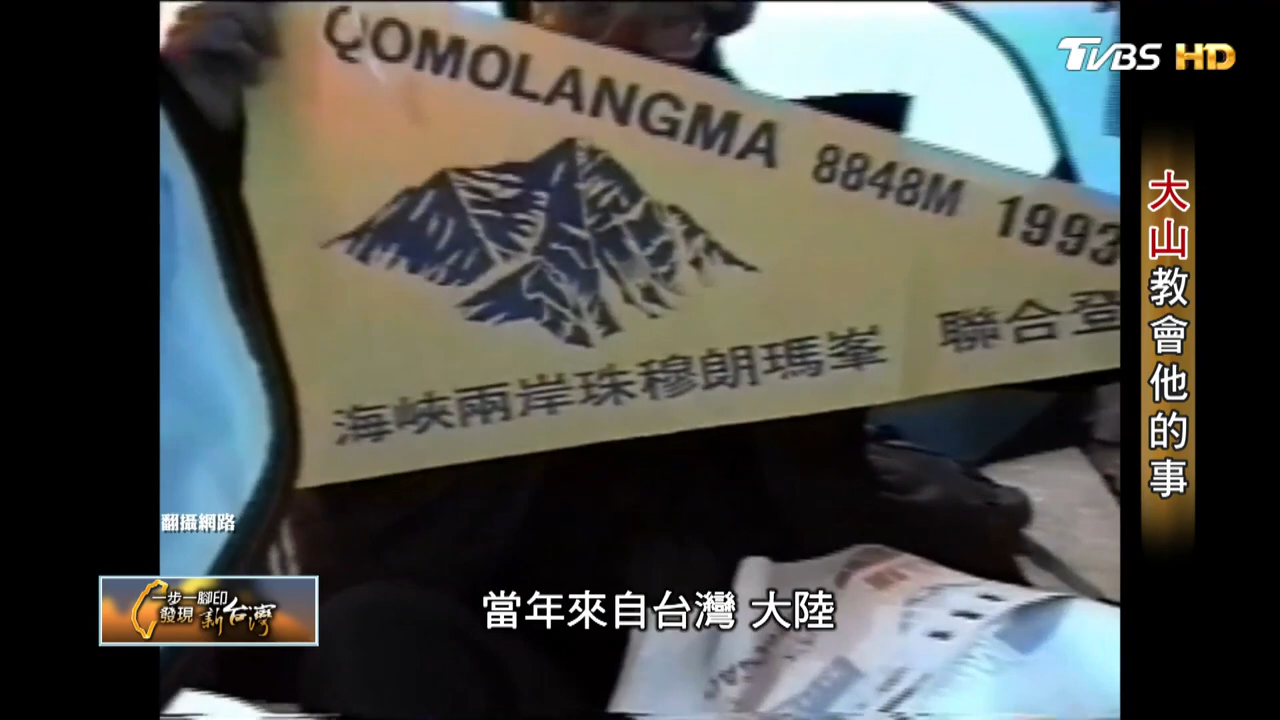 QOMOLANGMA 8848M 1993
海峽兩岸珠穆朗瑪峯 聯合登
TVBS HD
大山教會他的事
翻攝網路
一步一腳印
發現新台灣
當年來自台灣 大陸